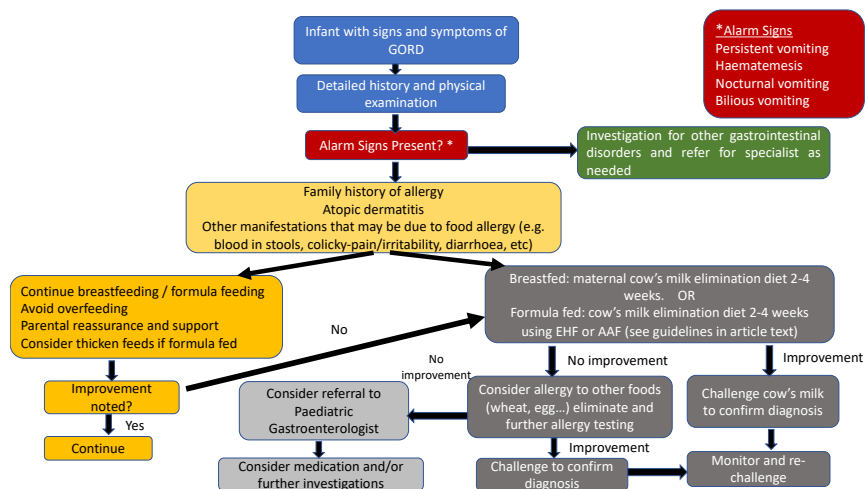 Infant with signs and symptoms of
GORD
*Alarm Signs
Persistent vomiting
Haematemesis
Nocturnal vomiting
Bilious vomiting
Detailed history and physical
examination
Alarm Signs Present? *
Investigation for other gastrointestinal
disorders and refer for specialist as
needed
Family history of allergy
Atopic dermatitis
Other manifestations that may be due to food allergy (e.g.
blood in stools, colicky-pain/irritability, diarrhoea, etc)
Continue breastfeeding / formula feeding
Avoid overfeeding
Parental reassurance and support
Consider thicken feeds if formula fed
No
Breastfed: maternal cow's milk elimination diet 2-4
weeks. OR
Formula fed: cow's milk elimination diet 2-4 weeks
using EHF or AAF (see guidelines in article text)
No
improvement
No improvement
Improvement
Improvement
noted?
Yes
Continue
Consider referral to
Paediatric
Gastroenterologist
Consider allergy to other foods
(wheat, egg...) eliminate and
further allergy testing
Challenge cow's milk
to confirm diagnosis
Improvement
Consider medication and/or
further investigations
Challenge to confirm
diagnosis
Monitor and re-
challenge